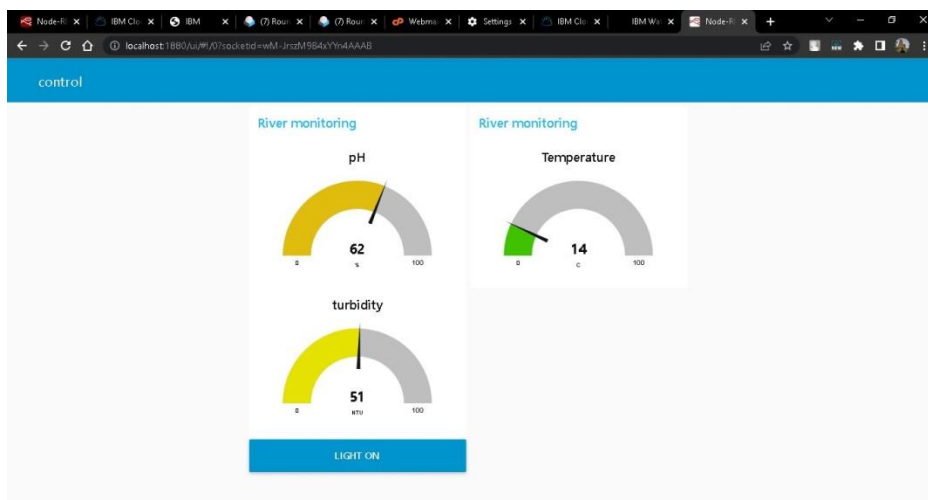 Node-R IBM Clo IBM (7) Roun (7) Roun Webmai Settings IBM Clo IBM Wat Node-R
localhost:1880/ui/#!/0?socketid=wM-JrszM9B4xYYn4AAAB
control
River monitoring
pH
62
%
0 100
turbidity
51
NTU
0 100
LIGHT ON
River monitoring
Temperature
14
C
0 100